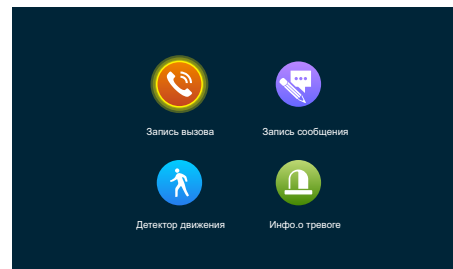 Запись вызова
Запись сообщения
Детектор движения
Инфо.о тревоге